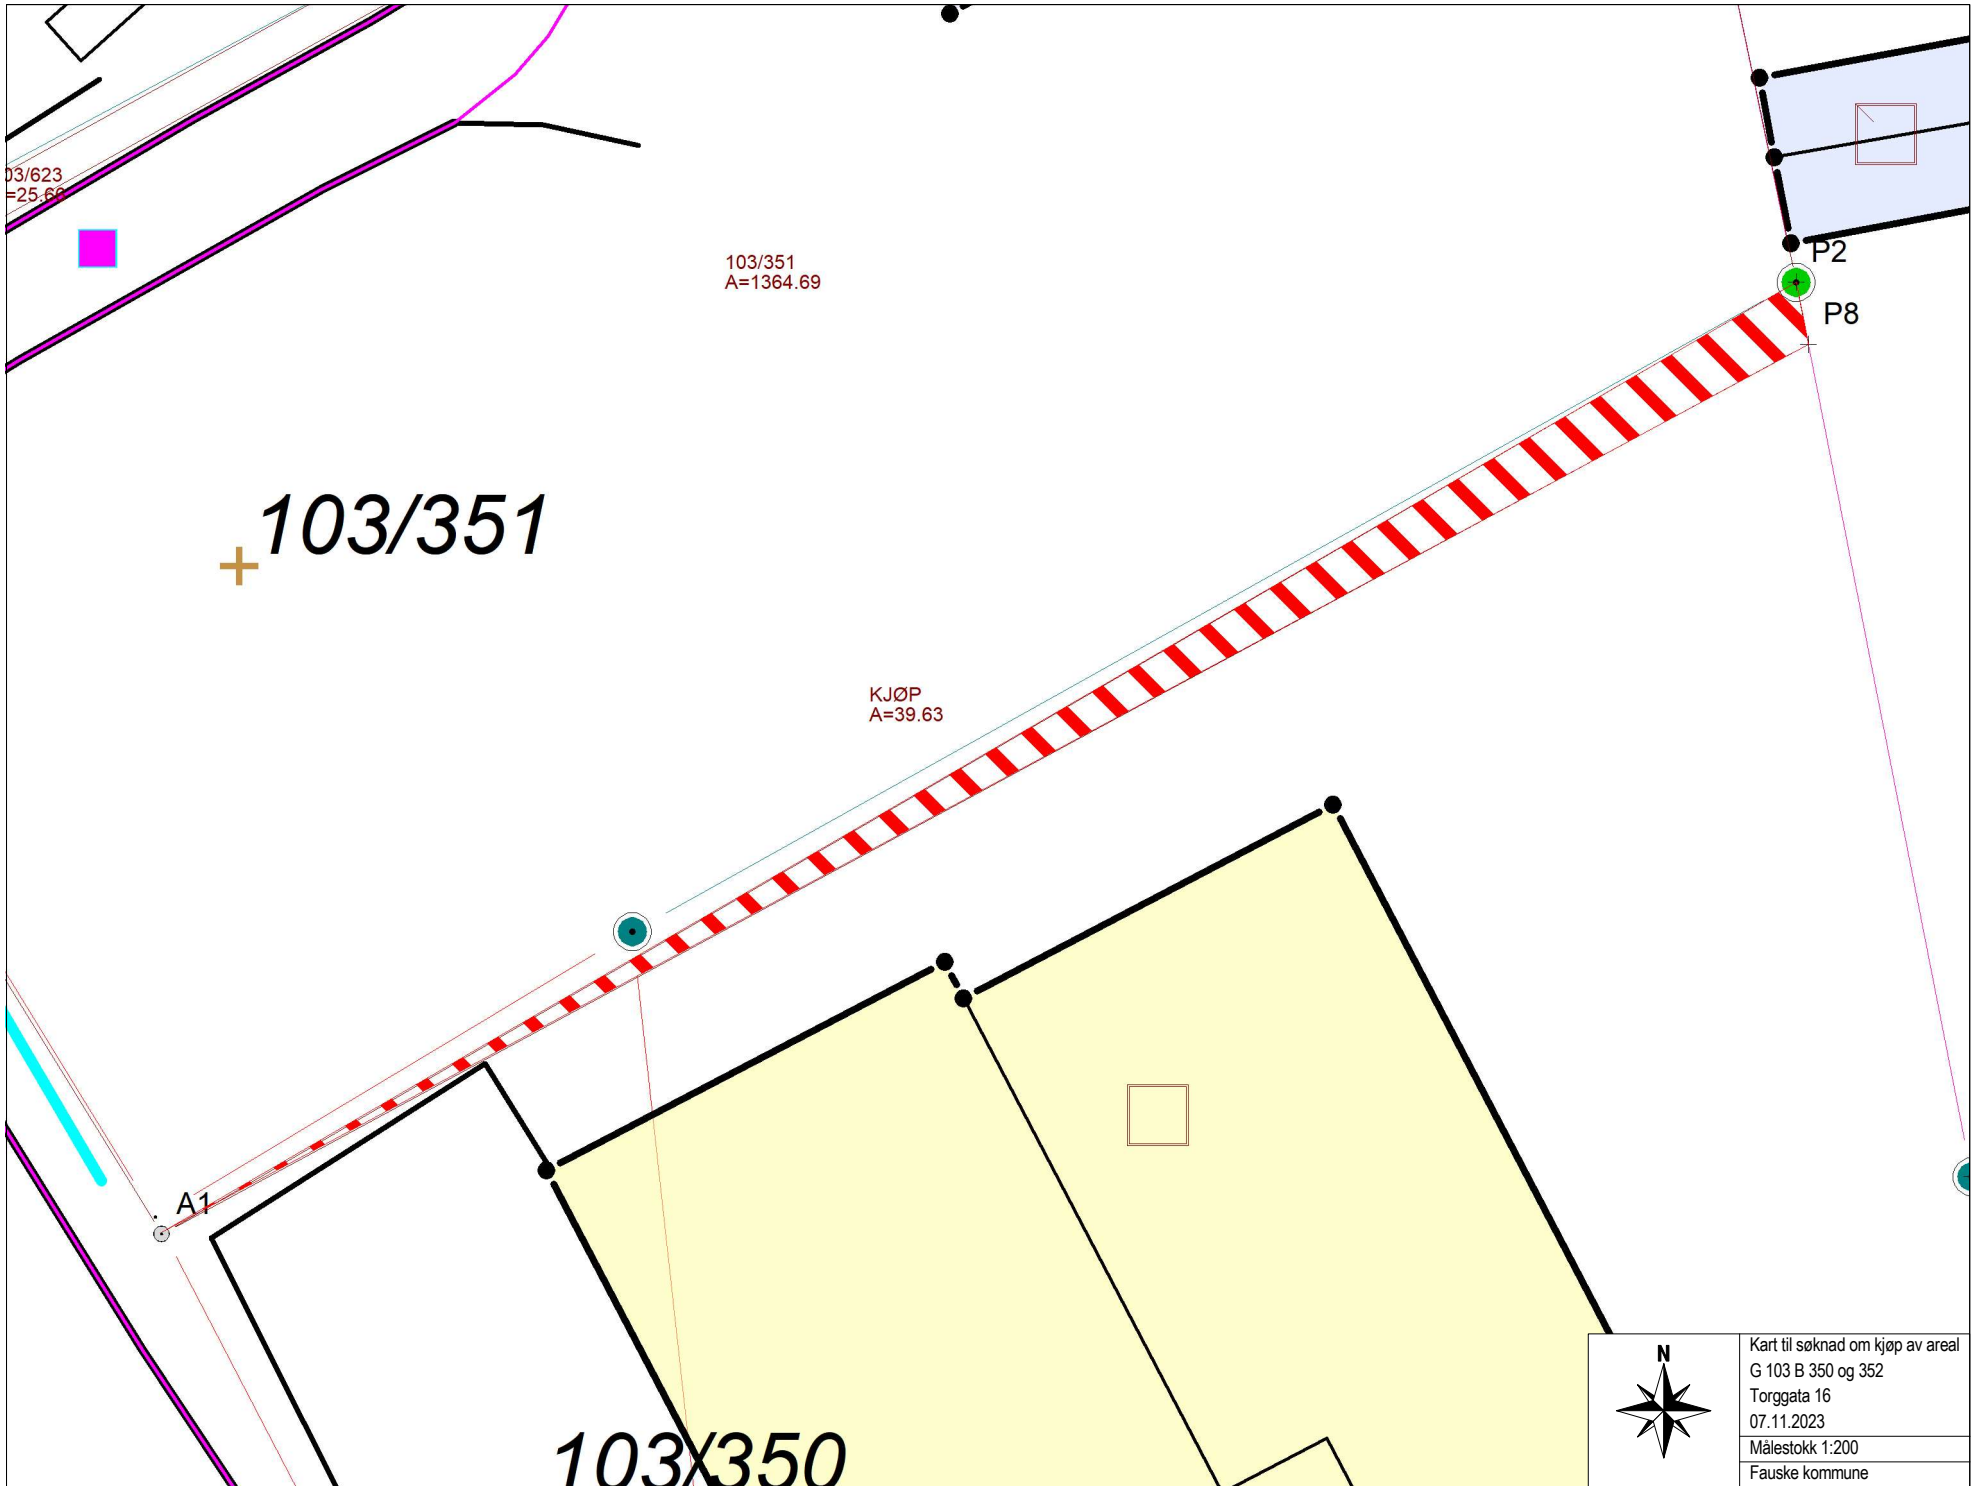 P2
03/623
=25.66
103/351
A=1364.69
P8
103/351
KJØP
A=39.63
A1
103/350
N
Kart til søknad om kjøp av areal
G 103 B 350 og 352
Torggata 16
07.11.2023
Målestokk 1:200
Fauske kommune